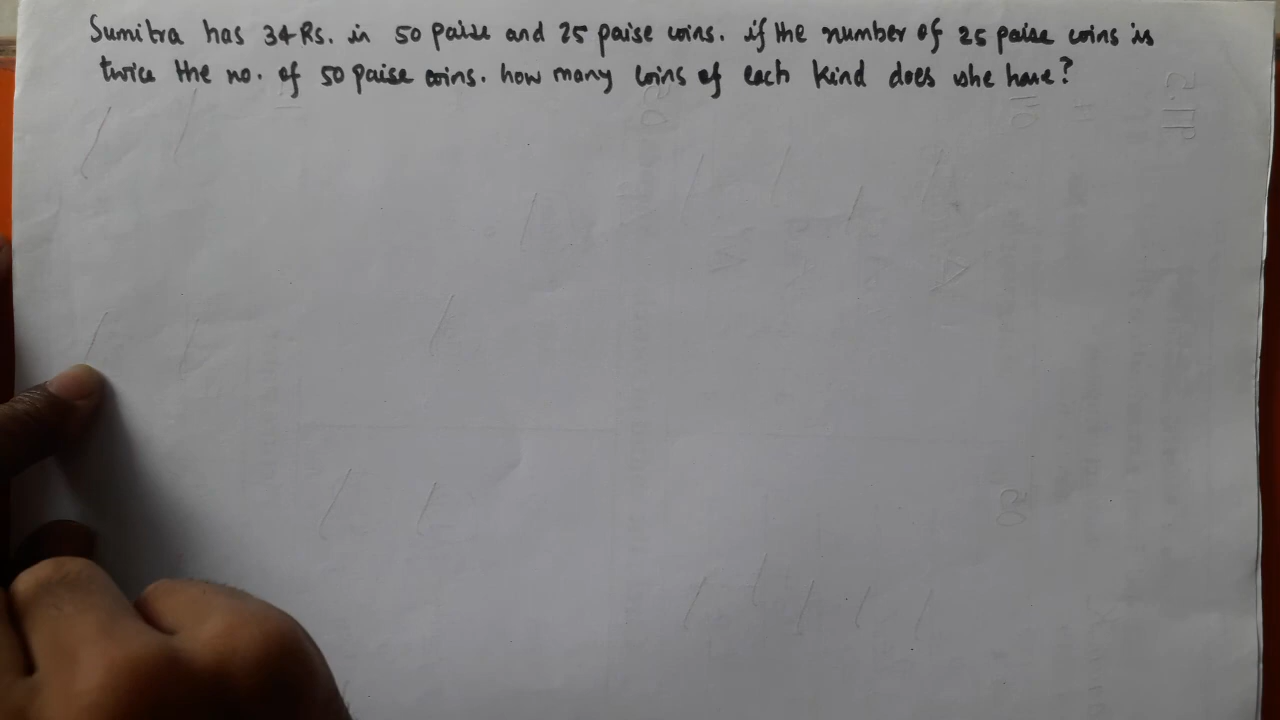 Sumitra has 34 Rs. in 50 paise and 25 paise coins. if the number of 25 paise coins is
twice the no. of 50 paise coins. how many coins of each kind does she have?